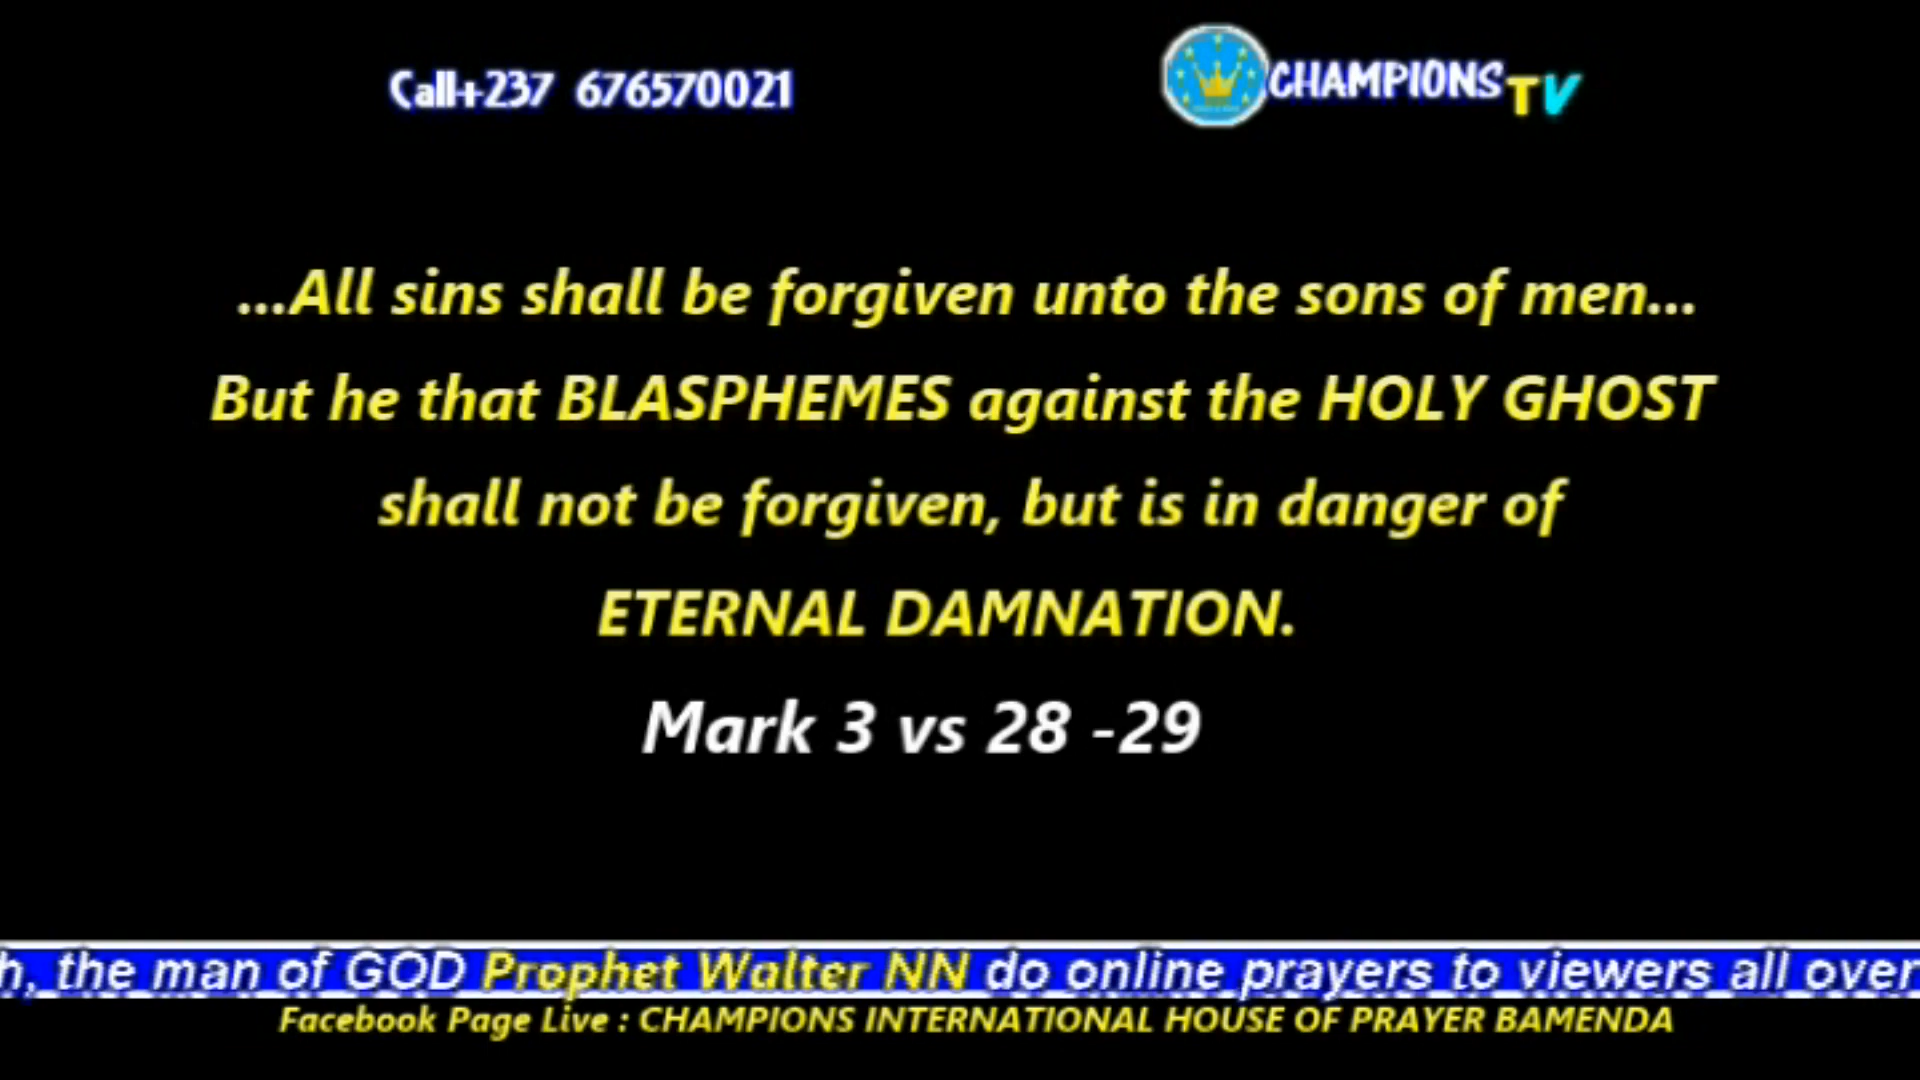 Call+237 676570021
CHAMPIONS TV
...All sins shall be forgiven unto the sons of men...
But he that BLASPHEMES against the HOLY GHOST
shall not be forgiven, but is in danger of
ETERNAL DAMNATION.
Mark 3 vs 28 -29
h, the man of GOD Prophet Walter NN do online prayers to viewers all over
Facebook Page Live : CHAMPIONS INTERNATIONAL HOUSE OF PRAYER BAMENDA